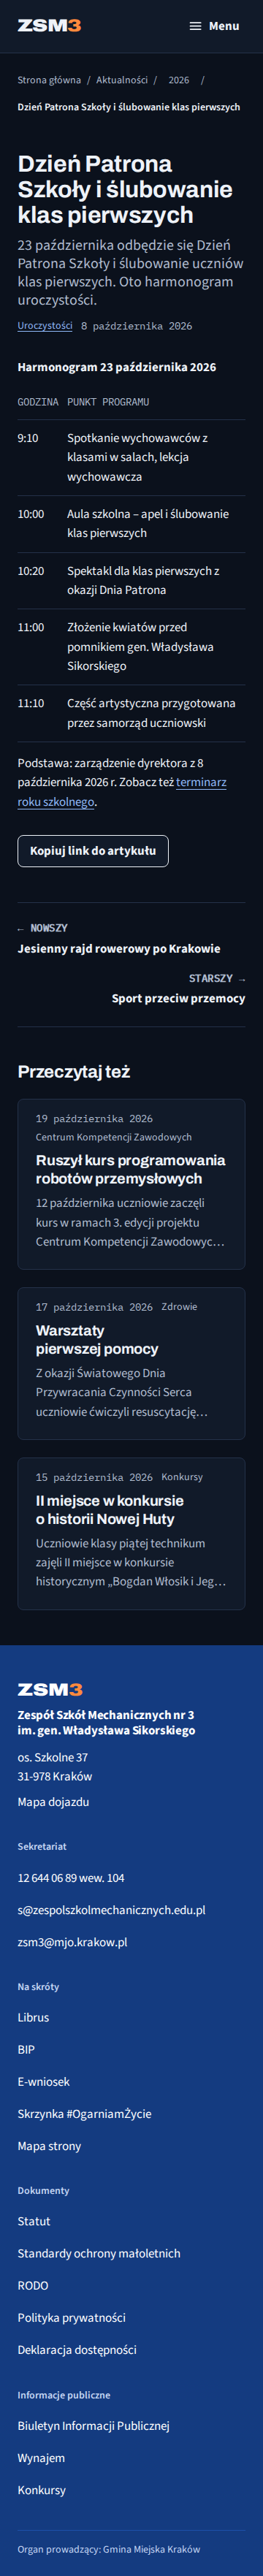 ZSM3
Menu
Strona główna / Aktualności / 2026 /
Dzień Patrona Szkoły i ślubowanie klas pierwszych
Dzień Patrona
Szkoły i ślubowanie
klas pierwszych
23 października odbędzie się Dzień
Patrona Szkoły i ślubowanie uczniów
klas pierwszych. Oto harmonogram
uroczystości.
Uroczystości 8 października 2026
Harmonogram 23 października 2026
GODZINA PUNKT PROGRAMU
9:10 Spotkanie wychowawców z
klasami w salach, lekcja
wychowawcza
10:00 Aula szkolna – apel i ślubowanie
klas pierwszych
10:20 Spektakl dla klas pierwszych z
okazji Dnia Patrona
11:00 Złożenie kwiatów przed
pomnikiem gen. Władysława
Sikorskiego
11:10 Część artystyczna przygotowana
przez samorząd uczniowski
Podstawa: zarządzenie dyrektora z 8
października 2026 r. Zobacz też terminarz
roku szkolnego.
Kopiuj link do artykułu
← NOWSZY
Jesienny rajd rowerowy po Krakowie
STARSZY →
Sport przeciw przemocy
Przeczytaj też
19 października 2026
Centrum Kompetencji Zawodowych
Ruszył kurs programowania
robotów przemysłowych
12 października uczniowie zaczęli
kurs w ramach 3. edycji projektu
Centrum Kompetencji Zawodowyc…
17 października 2026 Zdrowie
Warsztaty
pierwszej pomocy
Z okazji Światowego Dnia
Przywracania Czynności Serca
uczniowie ćwiczyli resuscytację…
15 października 2026 Konkursy
II miejsce w konkursie
o historii Nowej Huty
Uczniowie klasy piątej technikum
zajęli II miejsce w konkursie
historycznym „Bogdan Włosik i Jeg…
ZSM3
Zespół Szkół Mechanicznych nr 3
im. gen. Władysława Sikorskiego
os. Szkolne 37
31-978 Kraków
Mapa dojazdu
Sekretariat
12 644 06 89 wew. 104
s@zespolszkolmechanicznych.edu.pl
zsm3@mjo.krakow.pl
Na skróty
Librus
BIP
E-wniosek
Skrzynka #OgarniamŻycie
Mapa strony
Dokumenty
Statut
Standardy ochrony małoletnich
RODO
Polityka prywatności
Deklaracja dostępności
Informacje publiczne
Biuletyn Informacji Publicznej
Wynajem
Konkursy
Organ prowadzący: Gmina Miejska Kraków